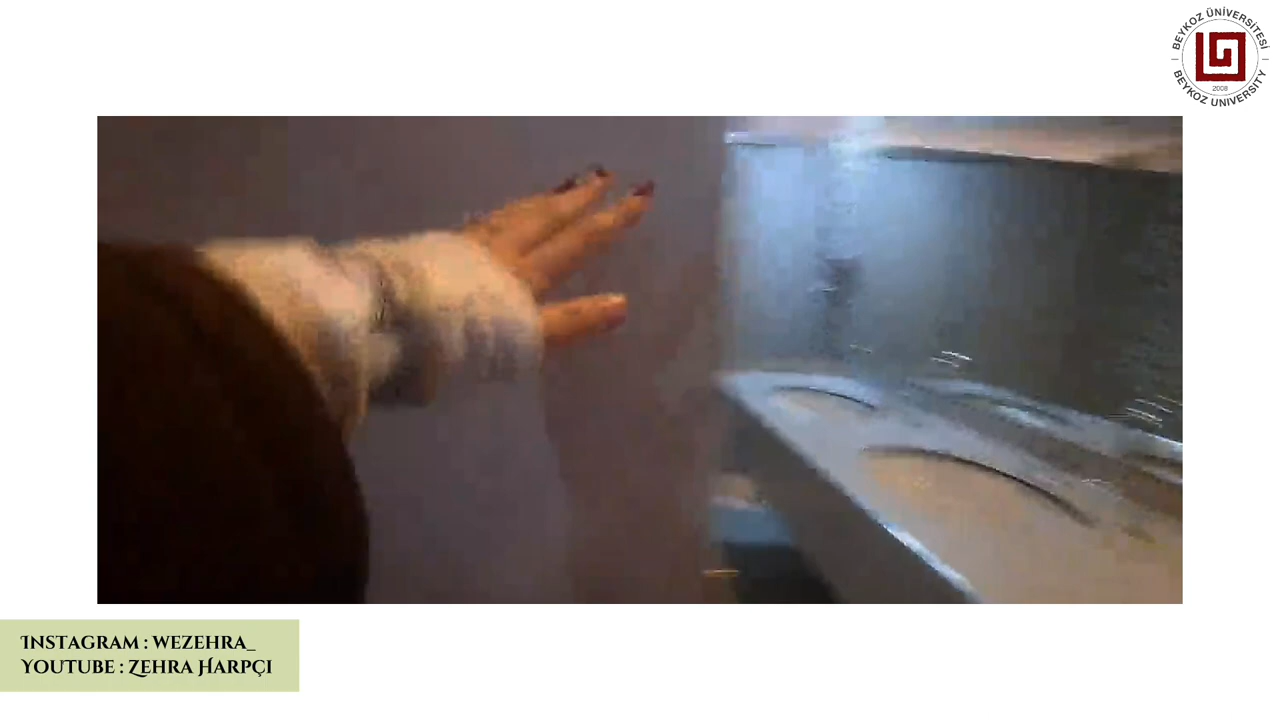 BEYKOZ ÜNİVERSİTESİ
2008
BEYKOZ UNIVERSITY
INSTAGRAM : WEZEHRA_
YOUTUBE : ZEHRA HARPÇI